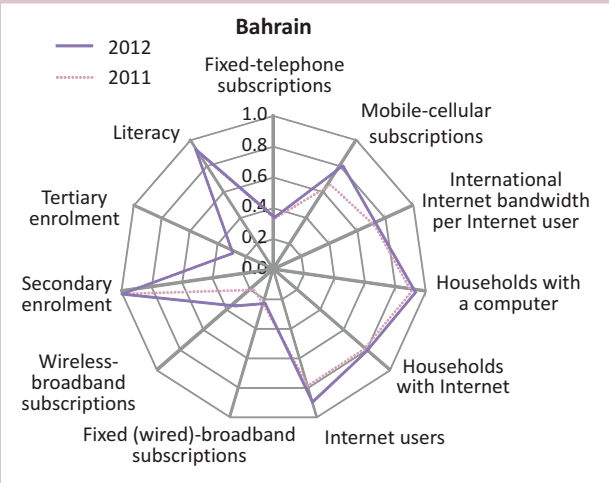 Bahrain
2012
2011
Fixed-telephone
subscriptions
Mobile-cellular
subscriptions
International
Internet bandwidth
per Internet user
Households with
a computer
Households
with Internet
Internet users
Fixed (wired)-broadband
subscriptions
Wireless-
broadband
subscriptions
Secondary
enrolment
Tertiary
enrolment
Literacy
1.0
0.8
0.6
0.4
0.2
0.0